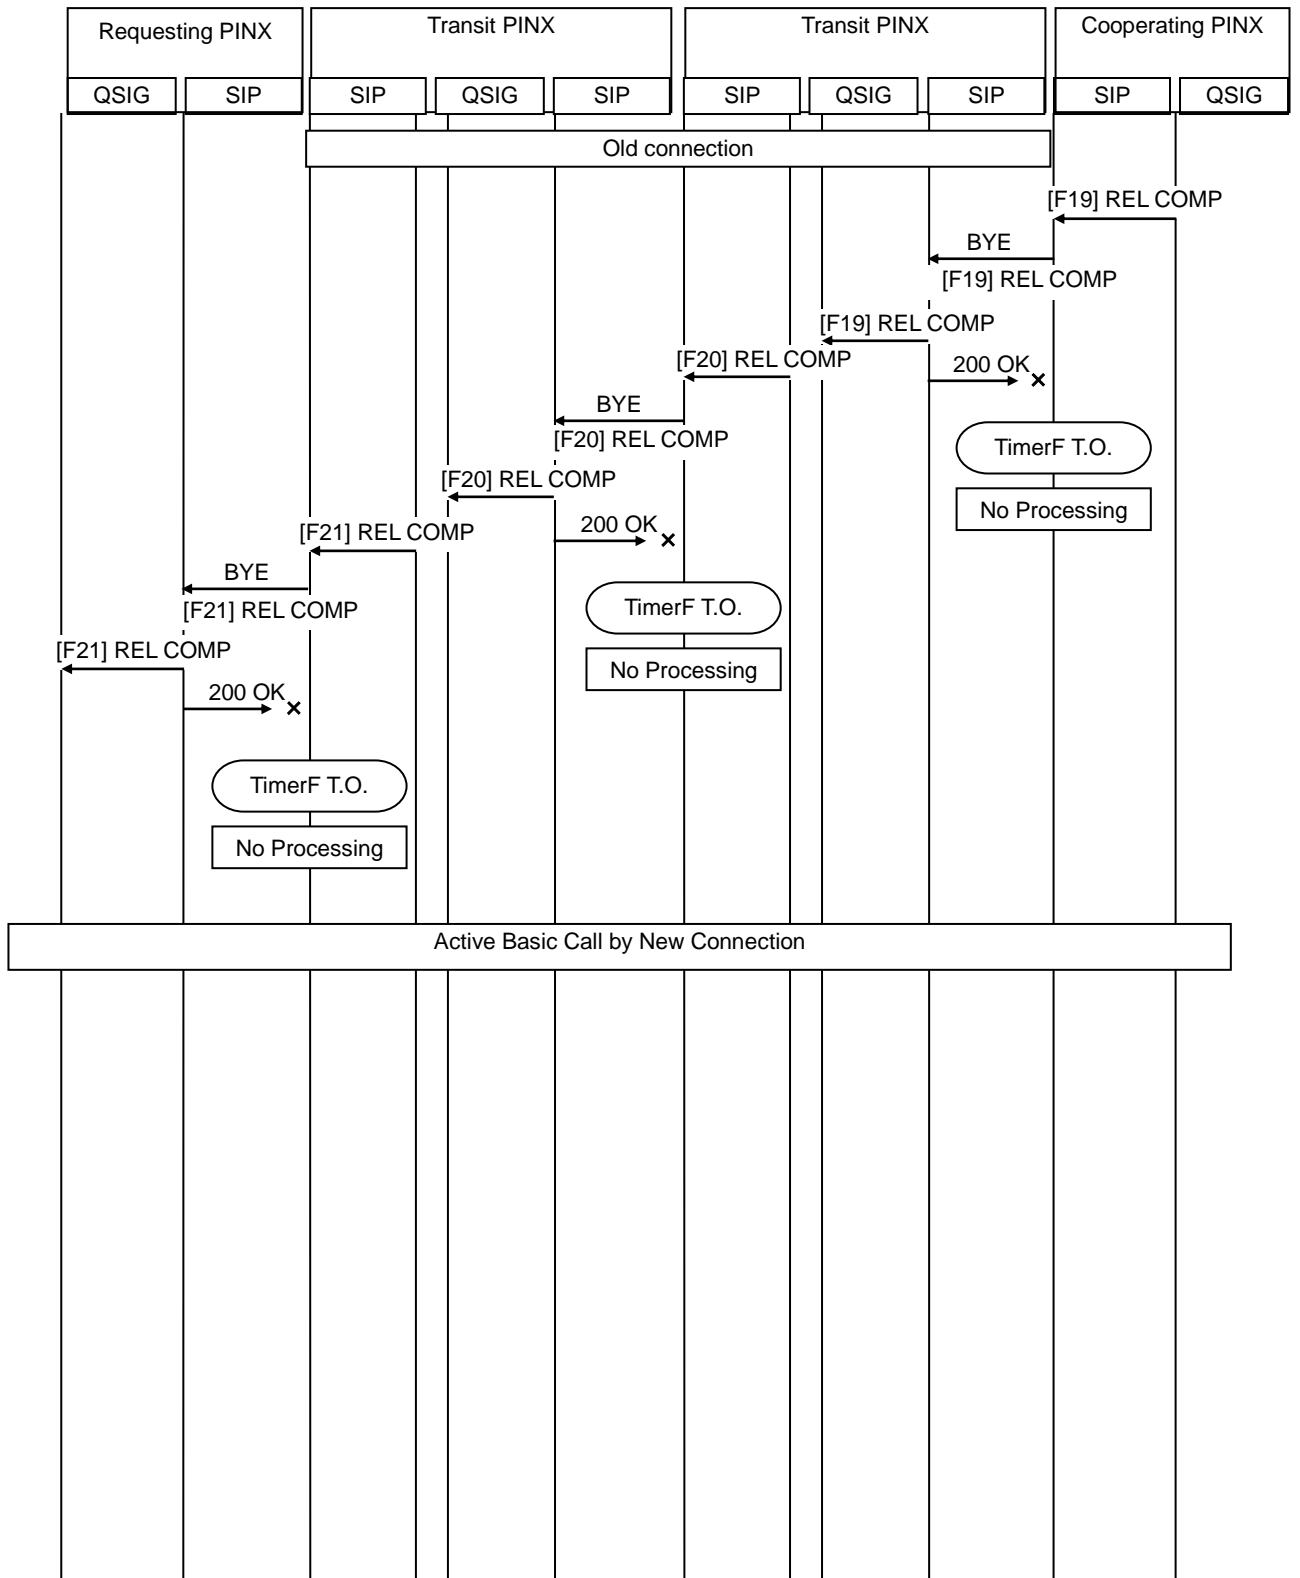 Requesting PINX
Transit PINX
Transit PINX
Cooperating PINX
QSIG
SIP
SIP
QSIG
SIP
SIP
QSIG
SIP
SIP
QSIG
Old connection
[F19] REL COMP
BYE
[F19] REL COMP
[F19] REL COMP
[F20] REL COMP
200 OK
BYE
[F20] REL COMP
TimerF T.O.
[F20] REL COMP
No Processing
[F21] REL COMP
200 OK
BYE
[F21] REL COMP
TimerF T.O.
[F21] REL COMP
No Processing
200 OK
TimerF T.O.
No Processing
Active Basic Call by New Connection